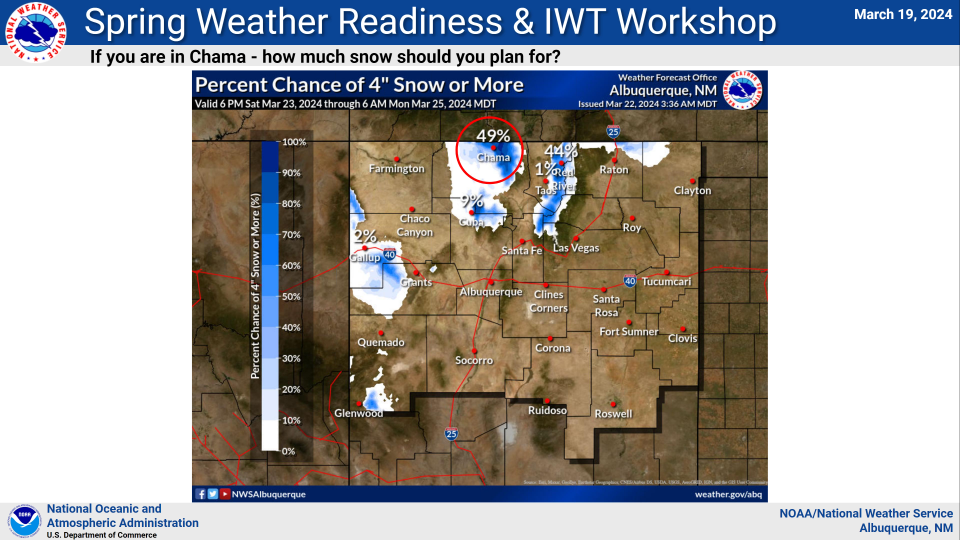 Spring Weather Readiness & IWT Workshop
March 19, 2024
NATIONAL WEATHER SERVICE
If you are in Chama - how much snow should you plan for?
Percent Chance of 4" Snow or More
Valid 6 PM Sat Mar 23, 2024 through 6 AM Mon Mar 25, 2024 MDT
Weather Forecast Office
Albuquerque, NM
Issued Mar 22, 2024 3:36 AM MDT
Percent Chance of 4" Snow or More (%)
100%
90%
80%
70%
60%
50%
40%
30%
20%
10%
0%
49%
Chama
44%
Red
River
1%
Taos
25
Farmington
Raton
Clayton
9%
Cuba
Chaco
Canyon
Roy
2%
Gallup
40
Santa Fe
Las Vegas
Grants
Albuquerque
Clines
Corners
40
Tucumcari
Santa
Rosa
Quemado
Fort Sumner
Clovis
Corona
Socorro
Glenwood
Ruidoso
Roswell
25
NWSAlbuquerque
weather.gov/abq
NOAA
National Oceanic and
Atmospheric Administration
U.S. Department of Commerce
NOAA/National Weather Service
Albuquerque, NM